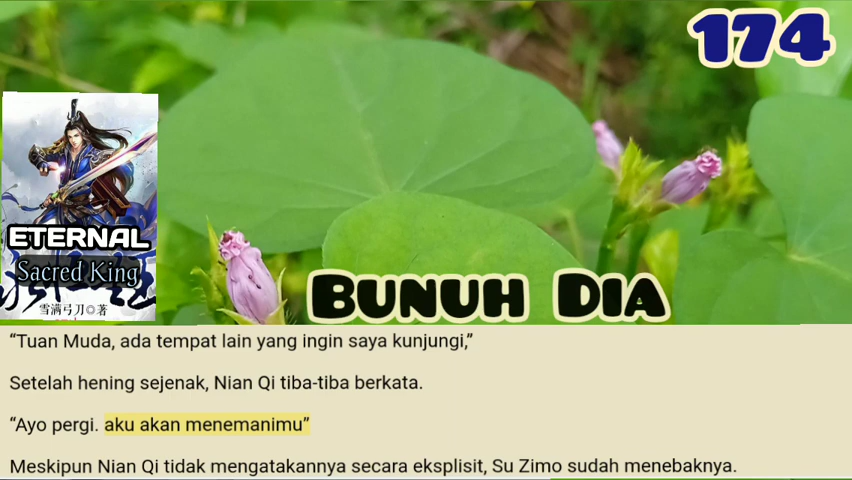 174
ETERNAL
Sacred King
雪满弓刀◎著
BUNUH DIA
“Tuan Muda, ada tempat lain yang ingin saya kunjungi,”
Setelah hening sejenak, Nian Qi tiba-tiba berkata.
“Ayo pergi. aku akan menemanimu”
Meskipun Nian Qi tidak mengatakannya secara eksplisit, Su Zimo sudah menebaknya.